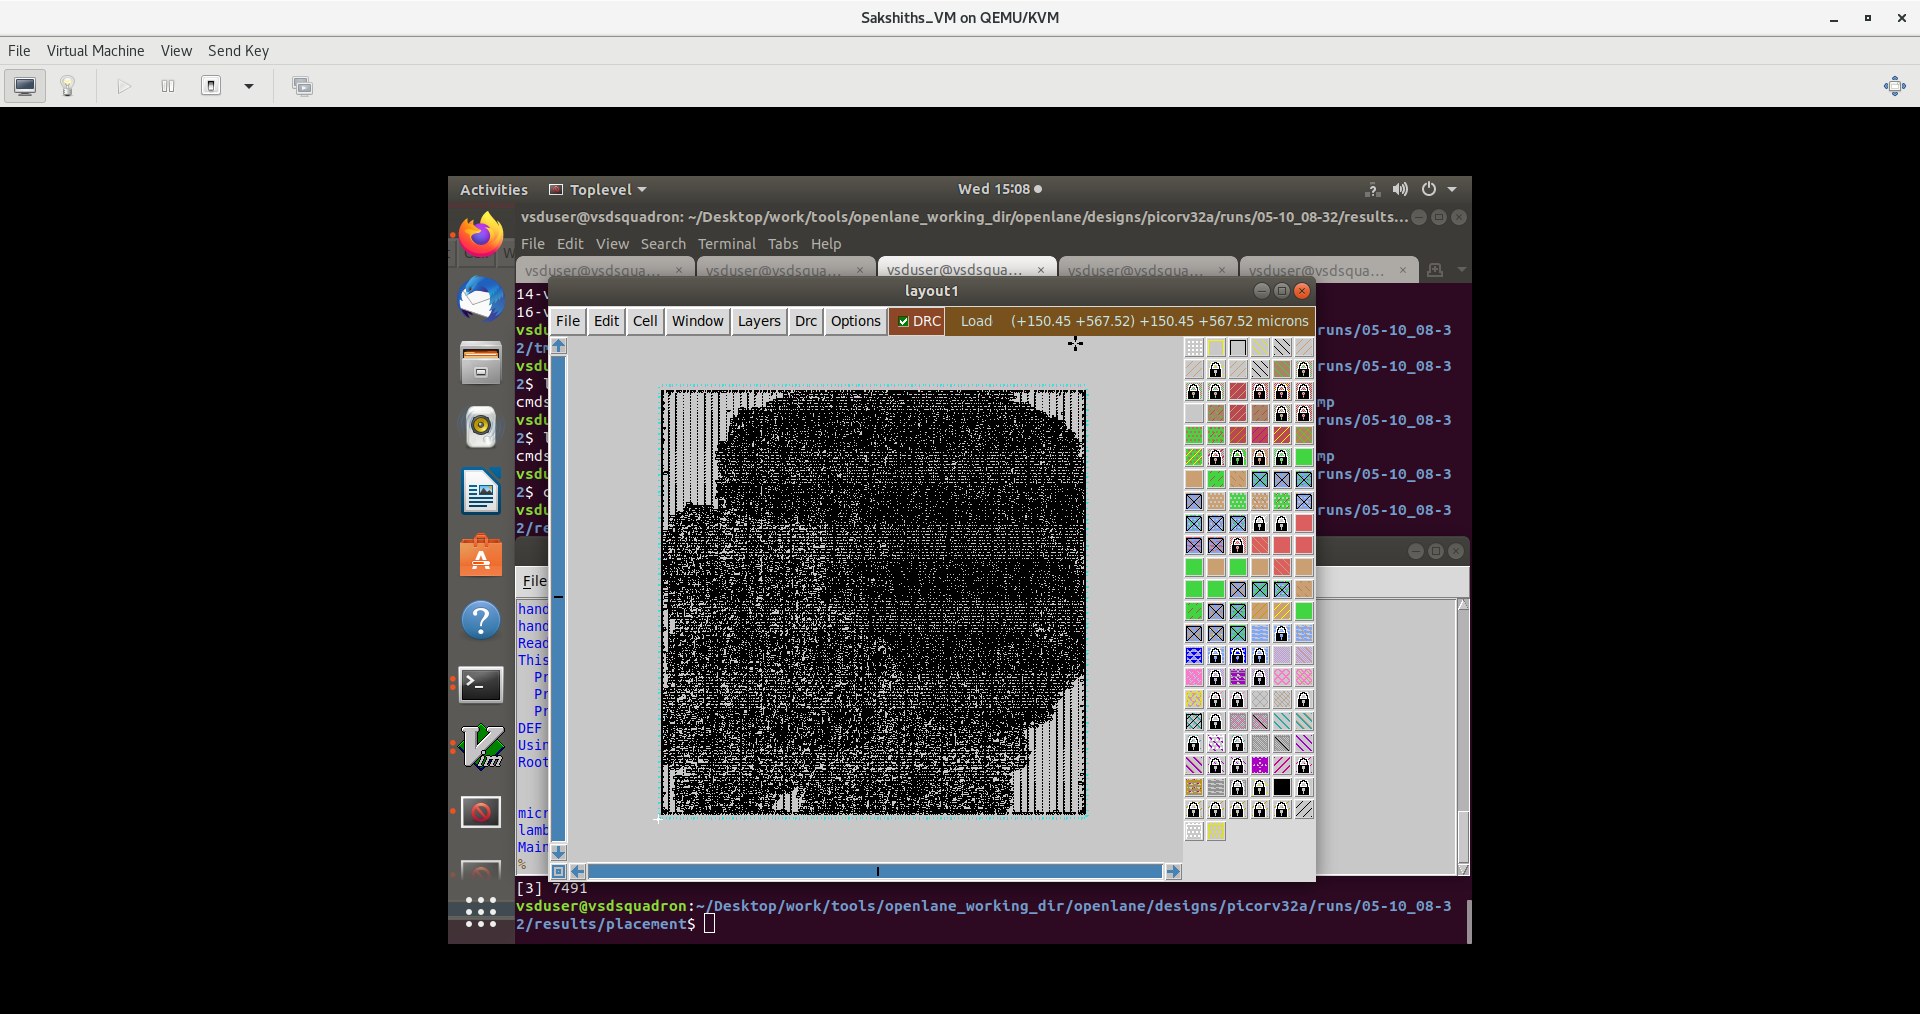 Sakshiths_VM on QEMU/KVM
File Virtual Machine View Send Key
Activities Toplevel Wed 15:08
vsduser@vsdsquadron: ~/Desktop/work/tools/openlane_working_dir/openlane/designs/picorv32a/runs/05-10_08-32/results...
File Edit View Search Terminal Tabs Help
vsduser@vsdsqua... vsduser@vsdsqua... vsduser@vsdsqua... vsduser@vsdsqua... vsduser@vsdsqua...
layout1
File Edit Cell Window Layers Drc Options DRC Load (+150.45 +567.52) +150.45 +567.52 microns
14-v
16-v
vsdu runs/05-10_08-3
2/tm
vsdu runs/05-10_08-3
2$ l
cmds mp
vsdu runs/05-10_08-3
2$ l
cmds mp
vsdu runs/05-10_08-3
2$ c
vsdu runs/05-10_08-3
2/re
File
hand
hand
Read
This
Pr
Pr
Pr
DEF
Usin
Root
micr
lamb
Main
%
[3] 7491
vsduser@vsdsquadron:~/Desktop/work/tools/openlane_working_dir/openlane/designs/picorv32a/runs/05-10_08-3
2/results/placement$